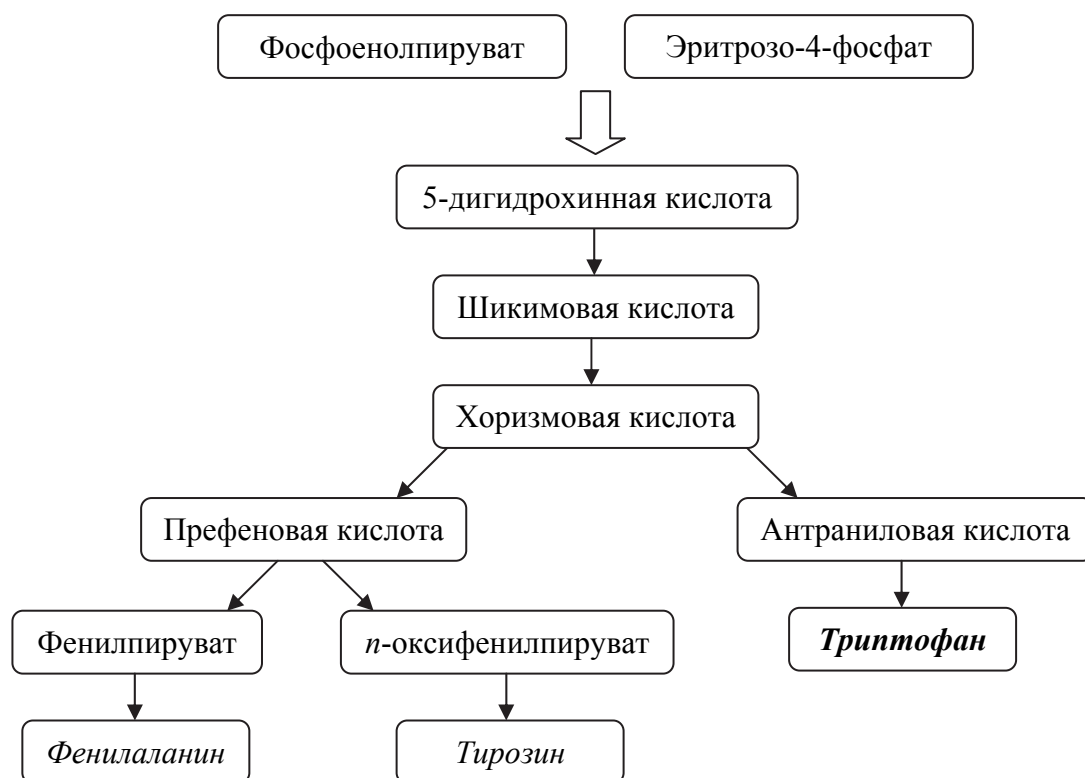 Фосфоенолпируват
Эритрозо-4-фосфат
5-дигидрохинная кислота
Шикимовая кислота
Хоризмовая кислота
Префеновая кислота
Антраниловая кислота
Фенилпируват
п-оксифенилпируват
Триптофан
Фенилаланин
Тирозин